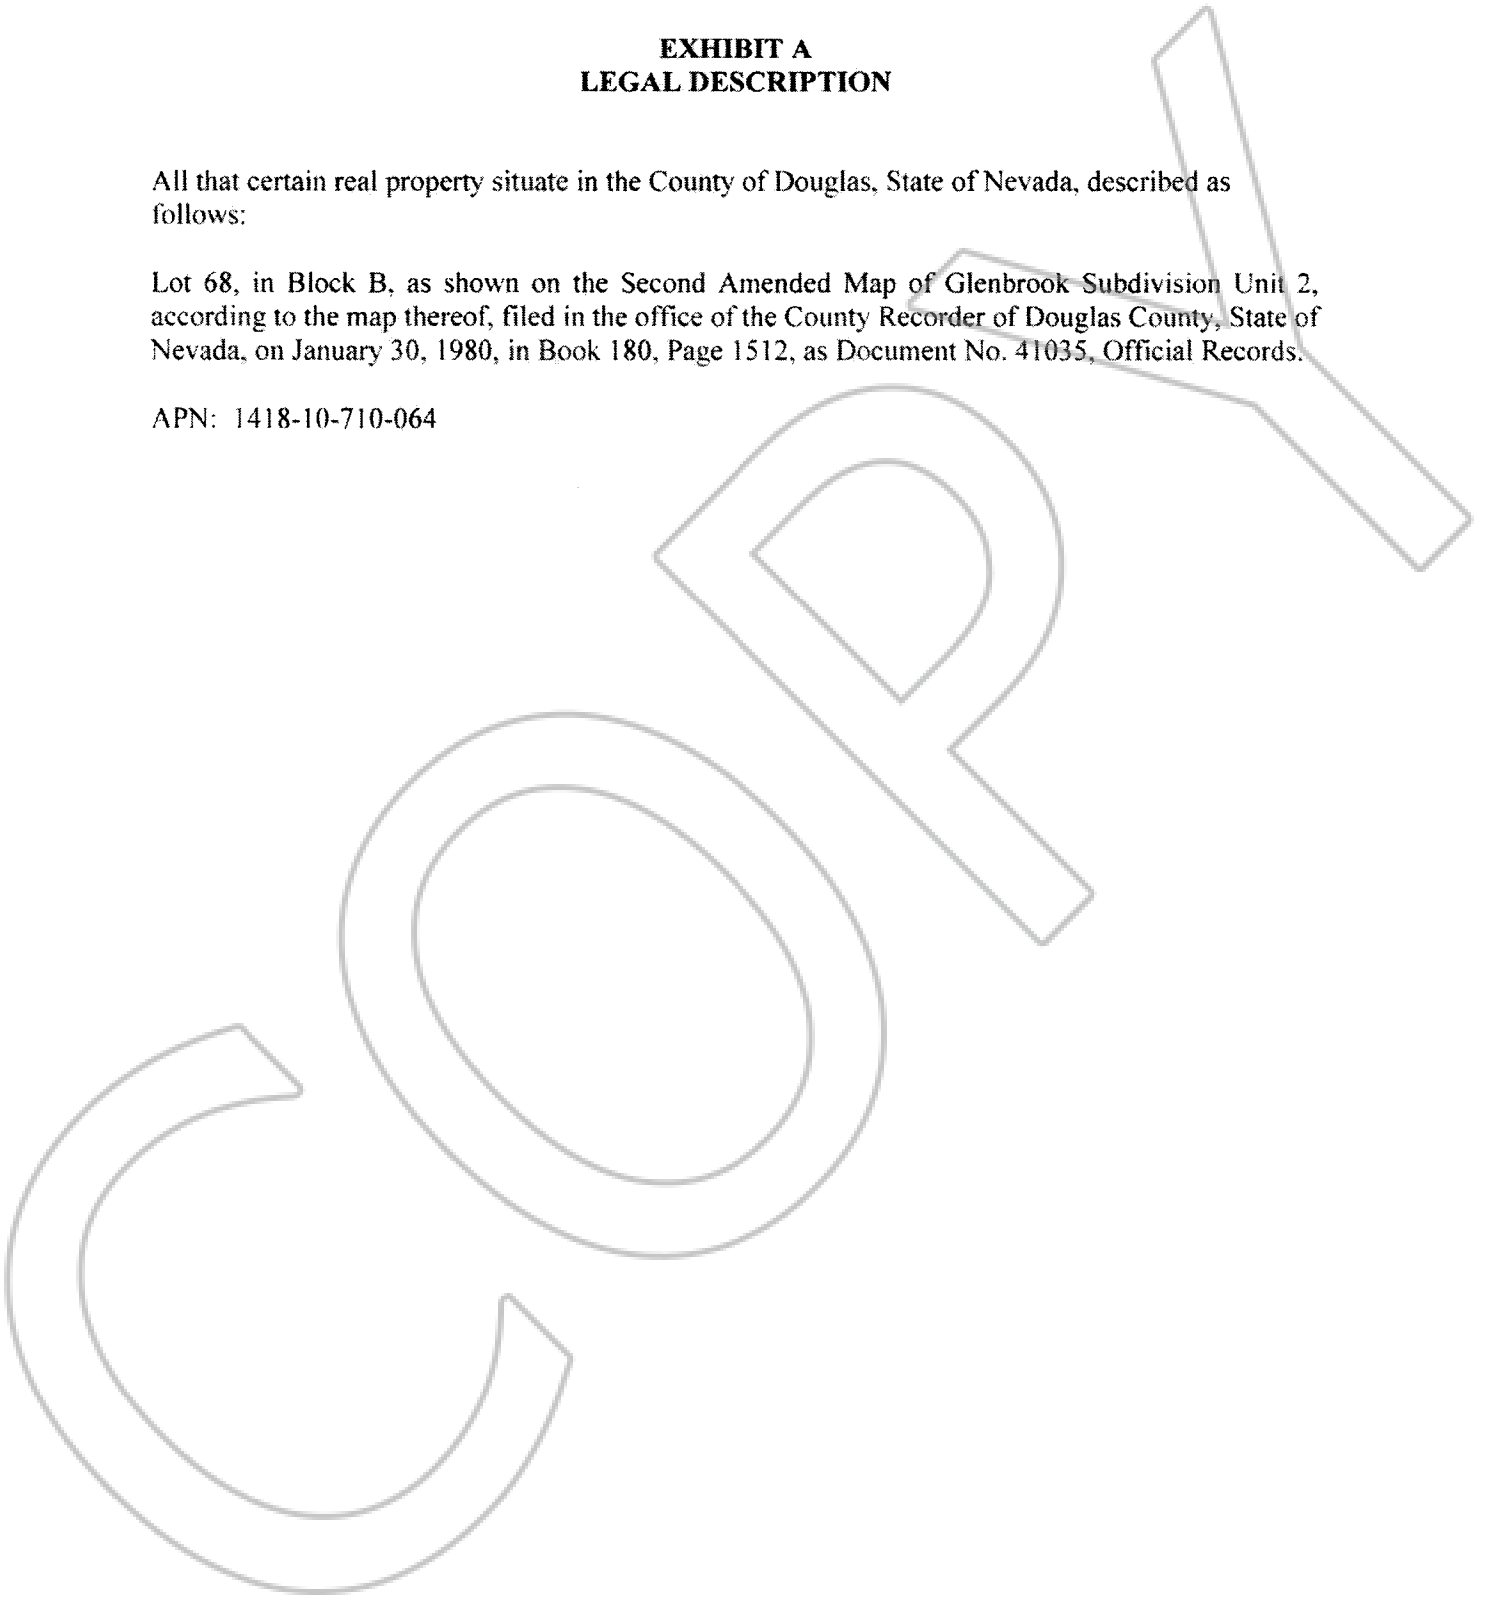 EXHIBIT A
LEGAL DESCRIPTION
All that certain real property situate in the County of Douglas, State of Nevada, described as
follows:
Lot 68, in Block B, as shown on the Second Amended Map of Glenbrook Subdivision Unit 2,
according to the map thereof, filed in the office of the County Recorder of Douglas County, State of
Nevada, on January 30, 1980, in Book 180, Page 1512, as Document No. 41035, Official Records.
APN: 1418-10-710-064
COPY